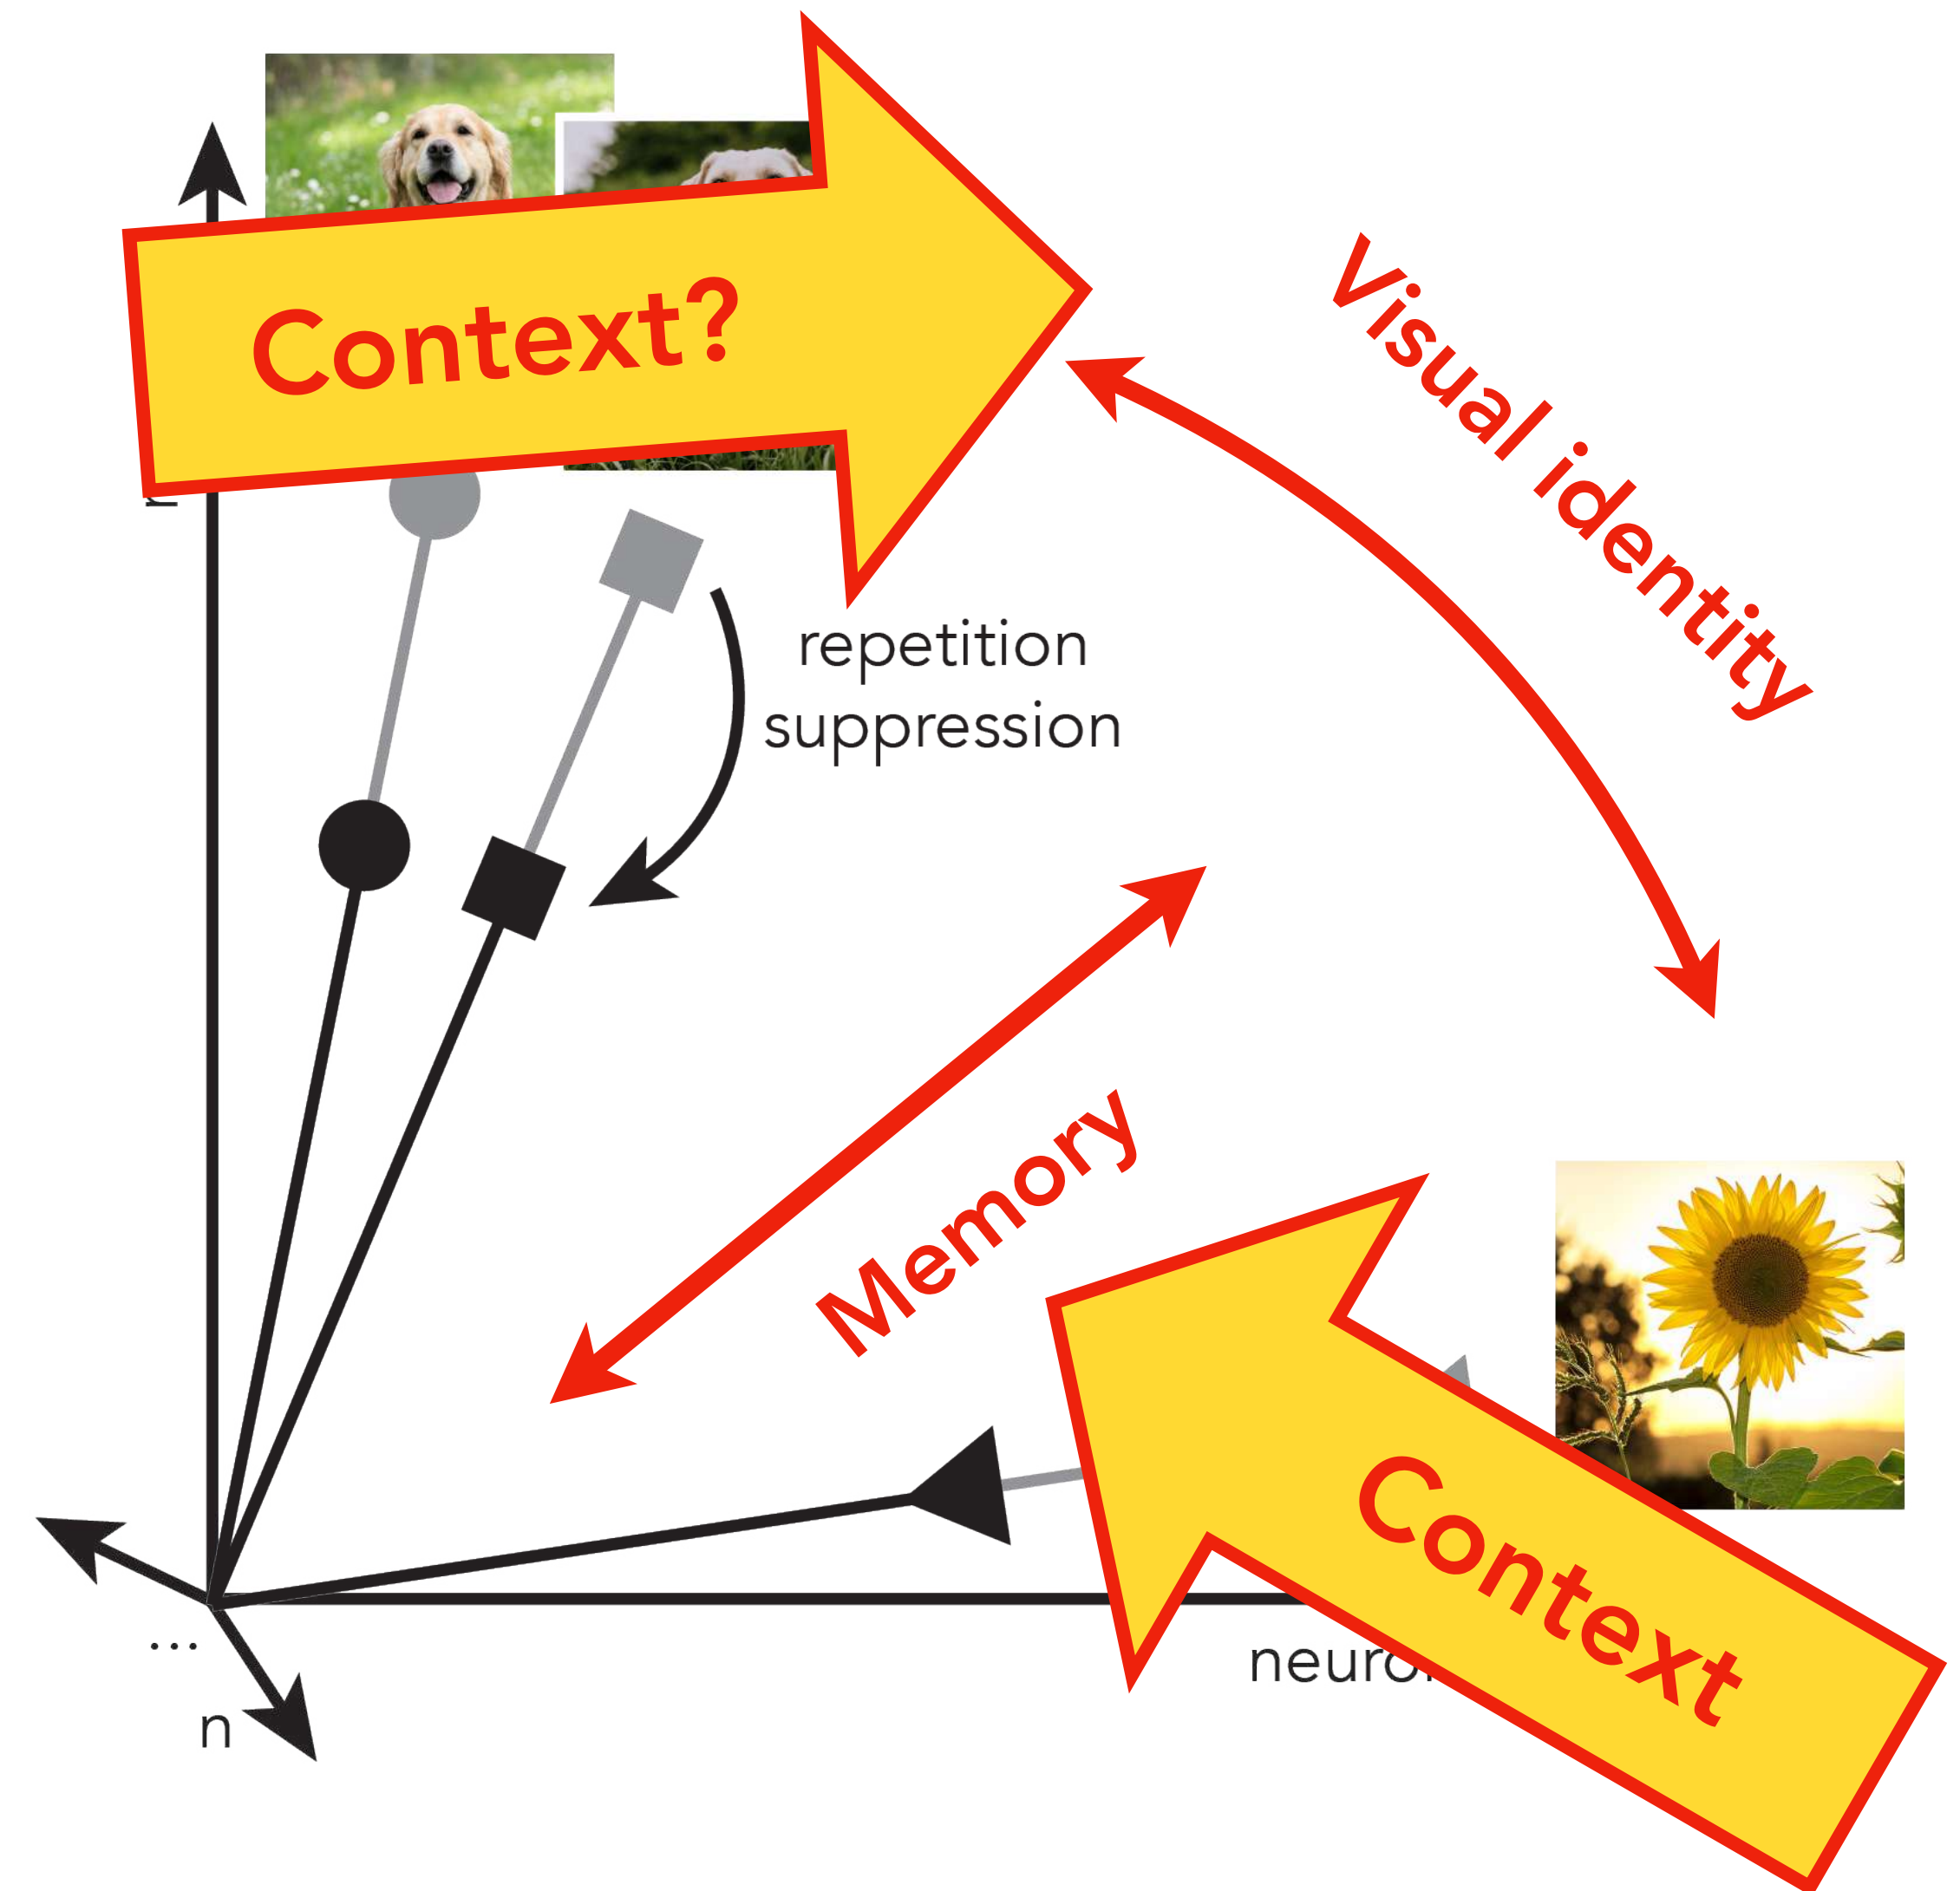 Context?
Visual identity
repetition
suppression
Memory
Context
...
n